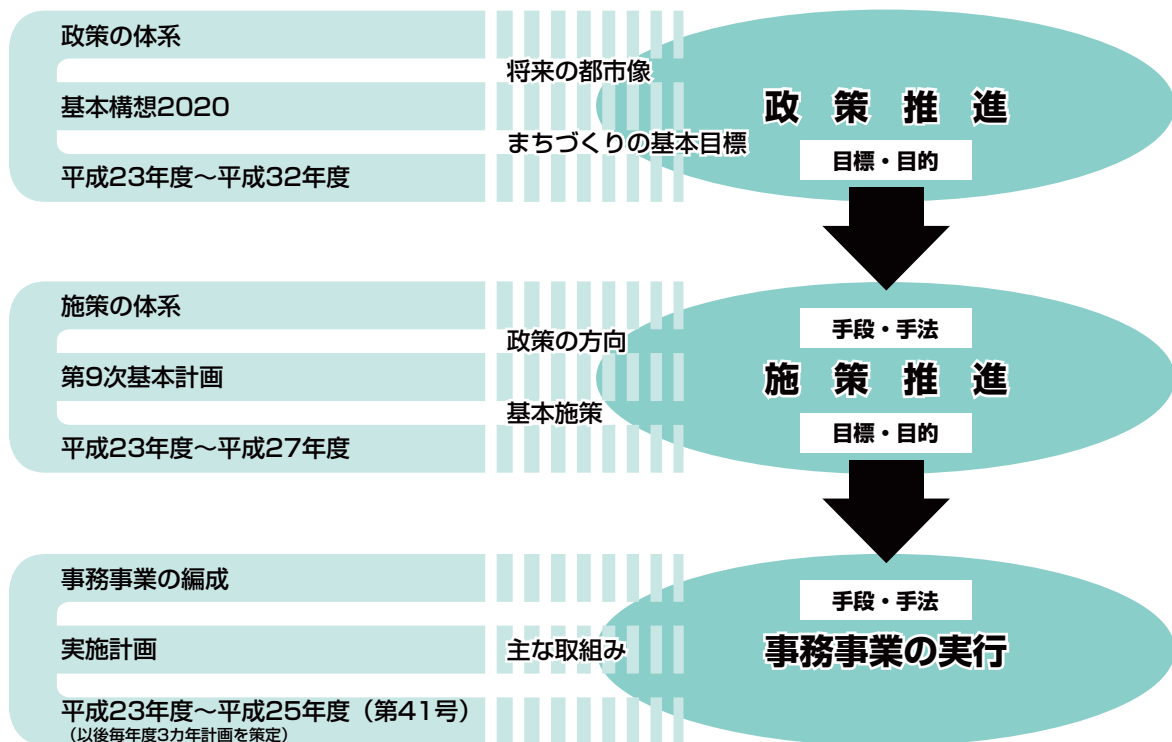 政策の体系
将来の都市像
基本構想2020
政策推進
まちづくりの基本目標
目標・目的
平成23年度～平成32年度
施策の体系
手段・手法
政策の方向
第9次基本計画
施策推進
基本施策
目標・目的
平成23年度～平成27年度
事務事業の編成
手段・手法
実施計画
主な取組み
事務事業の実行
平成23年度～平成25年度（第41号）
（以後毎年度3カ年計画を策定）